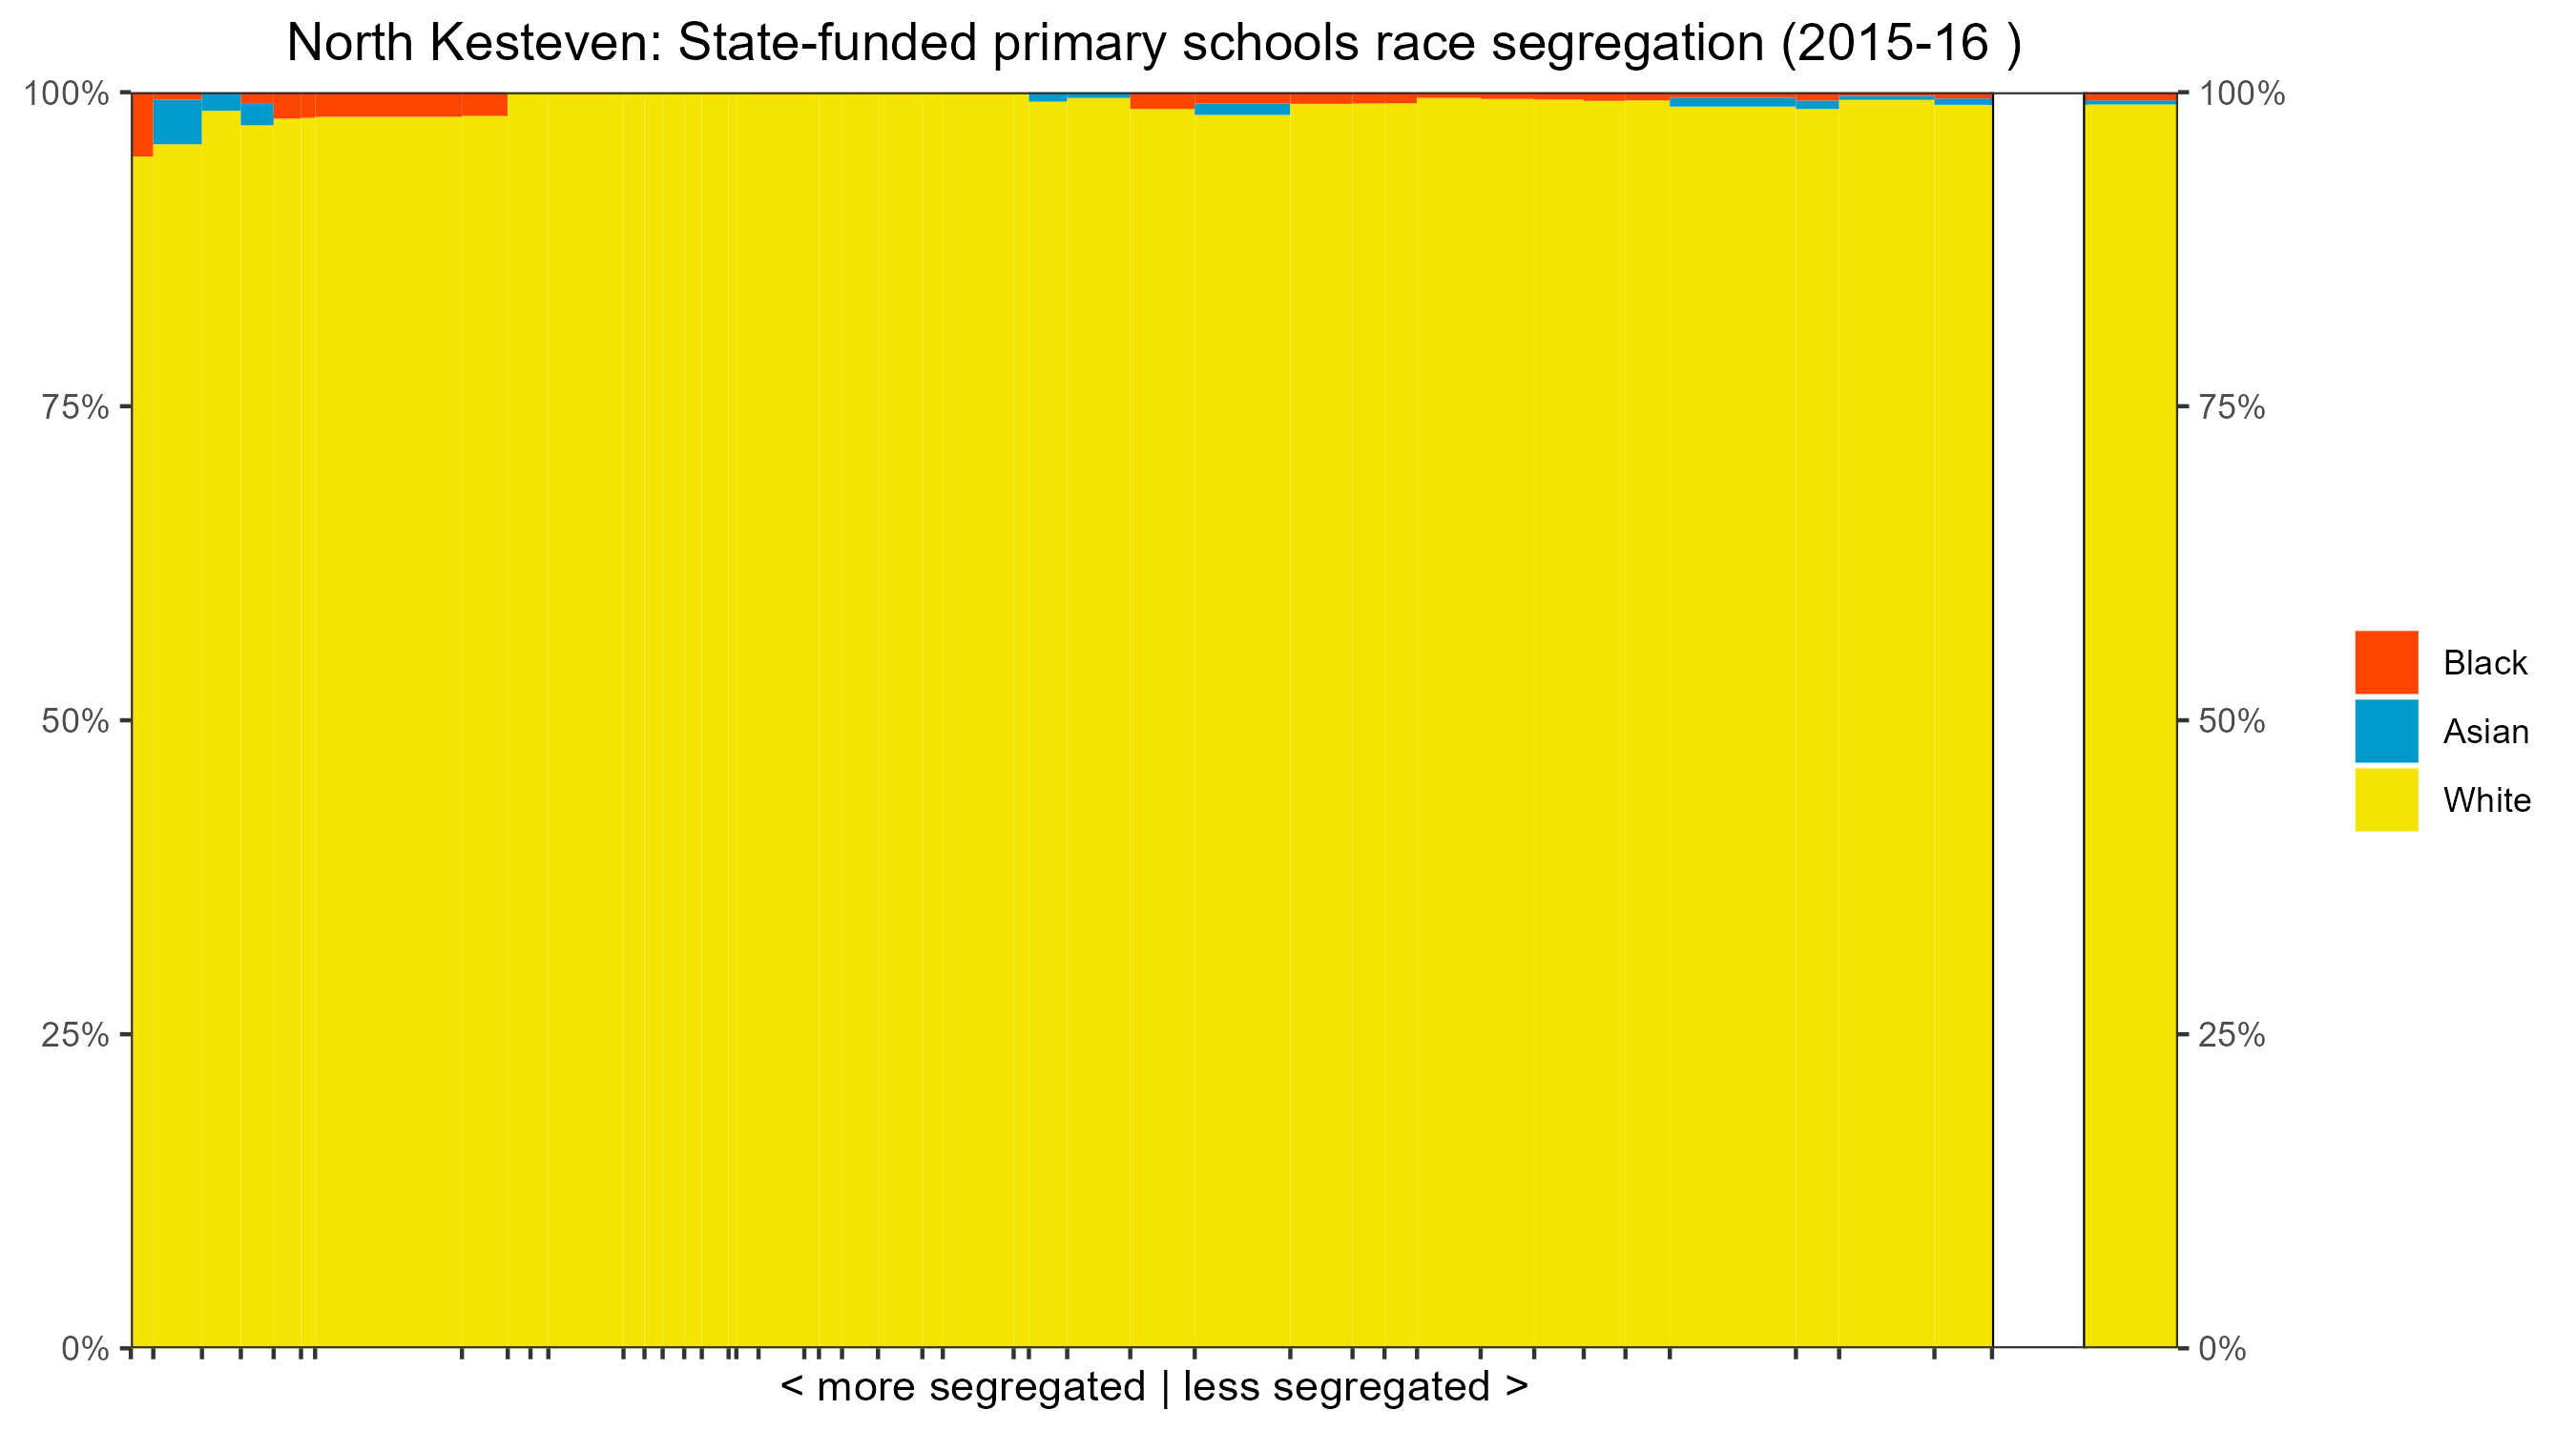 North Kesteven: State-funded primary schools race segregation (2015-16 )
100%
75%
50%
25%
0%
100%
75%
50%
25%
0%
Black
Asian
White
< more segregated | less segregated >